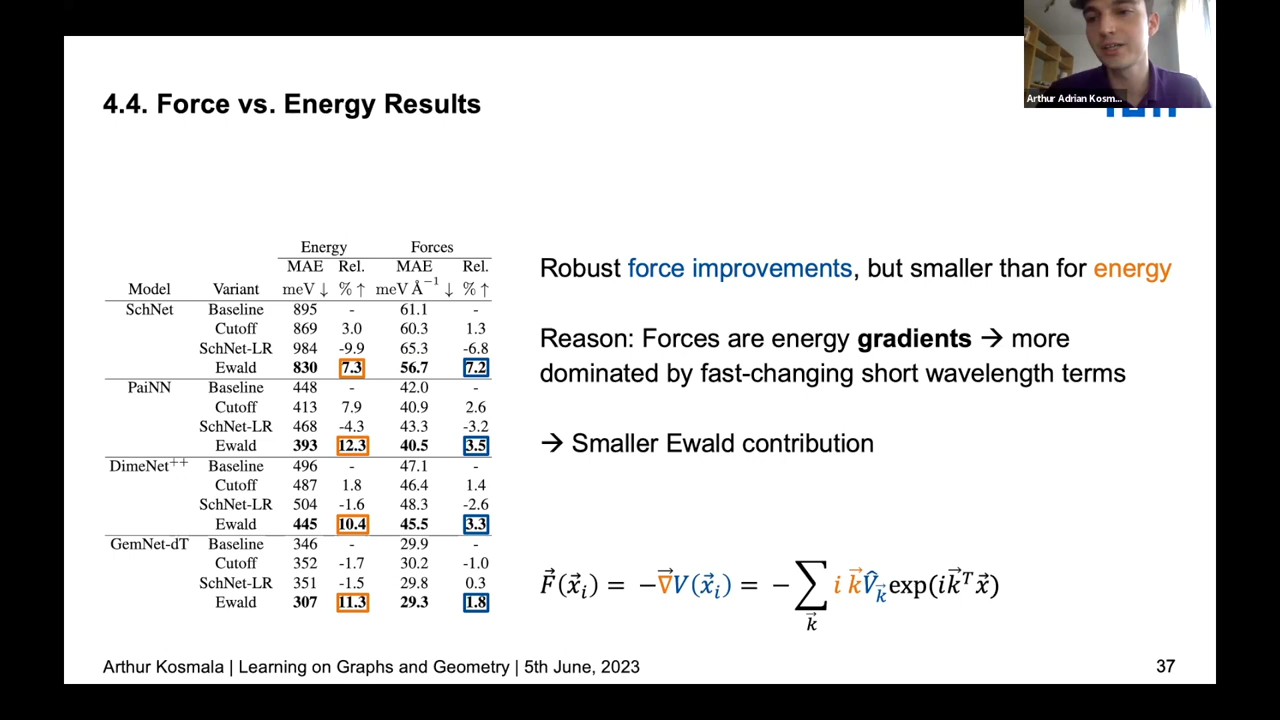 Arthur Adrian Kosm...
4.4. Force vs. Energy Results
Energy Forces
MAE Rel. MAE Rel.
Model Variant meV ↓ % ↑ meV Å⁻¹ ↓ % ↑
SchNet Baseline 895 - 61.1 -
Cutoff 869 3.0 60.3 1.3
SchNet-LR 984 -9.9 65.3 -6.8
Ewald 830 7.3 56.7 7.2
PaiNN Baseline 448 - 42.0 -
Cutoff 413 7.9 40.9 2.6
SchNet-LR 468 -4.3 43.3 -3.2
Ewald 393 12.3 40.5 3.5
DimeNet⁺⁺ Baseline 496 - 47.1 -
Cutoff 487 1.8 46.4 1.4
SchNet-LR 504 -1.6 48.3 -2.6
Ewald 445 10.4 45.5 3.3
GemNet-dT Baseline 346 - 29.9 -
Cutoff 352 -1.7 30.2 -1.0
SchNet-LR 351 -1.5 29.8 0.3
Ewald 307 11.3 29.3 1.8
Robust force improvements, but smaller than for energy
Reason: Forces are energy gradients → more
dominated by fast-changing short wavelength terms
→ Smaller Ewald contribution
F⃗(x⃗ᵢ) = −∇⃗V(x⃗ᵢ) = − ∑_k⃗ i k⃗ V̂_k⃗ exp(ik⃗ᵀx⃗)
Arthur Kosmala | Learning on Graphs and Geometry | 5th June, 2023
37